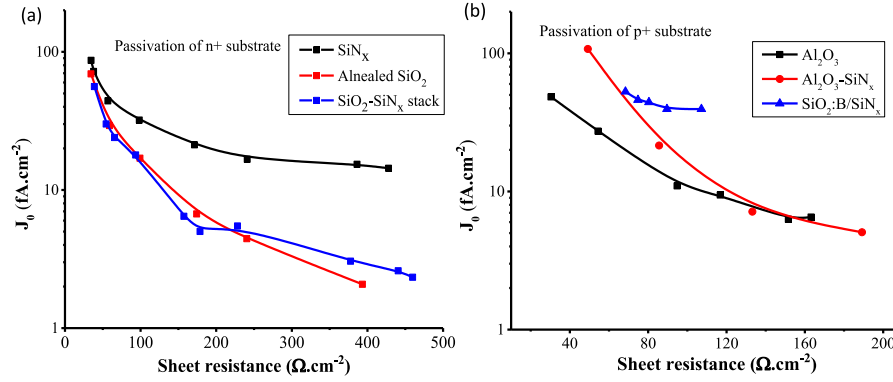 (a)
Passivation of n+ substrate
SiNx
Alnealed SiO2
SiO2-SiNx stack
100
10
1
J0 (fA.cm-2)
0 100 200 300 400 500
Sheet resistance (Ω.cm-2)
(b)
Passivation of p+ substrate
Al2O3
Al2O3-SiNx
SiO2:B/SiNx
100
10
1
J0 (fA.cm-2)
40 80 120 160 200
Sheet resistance (Ω.cm-2)